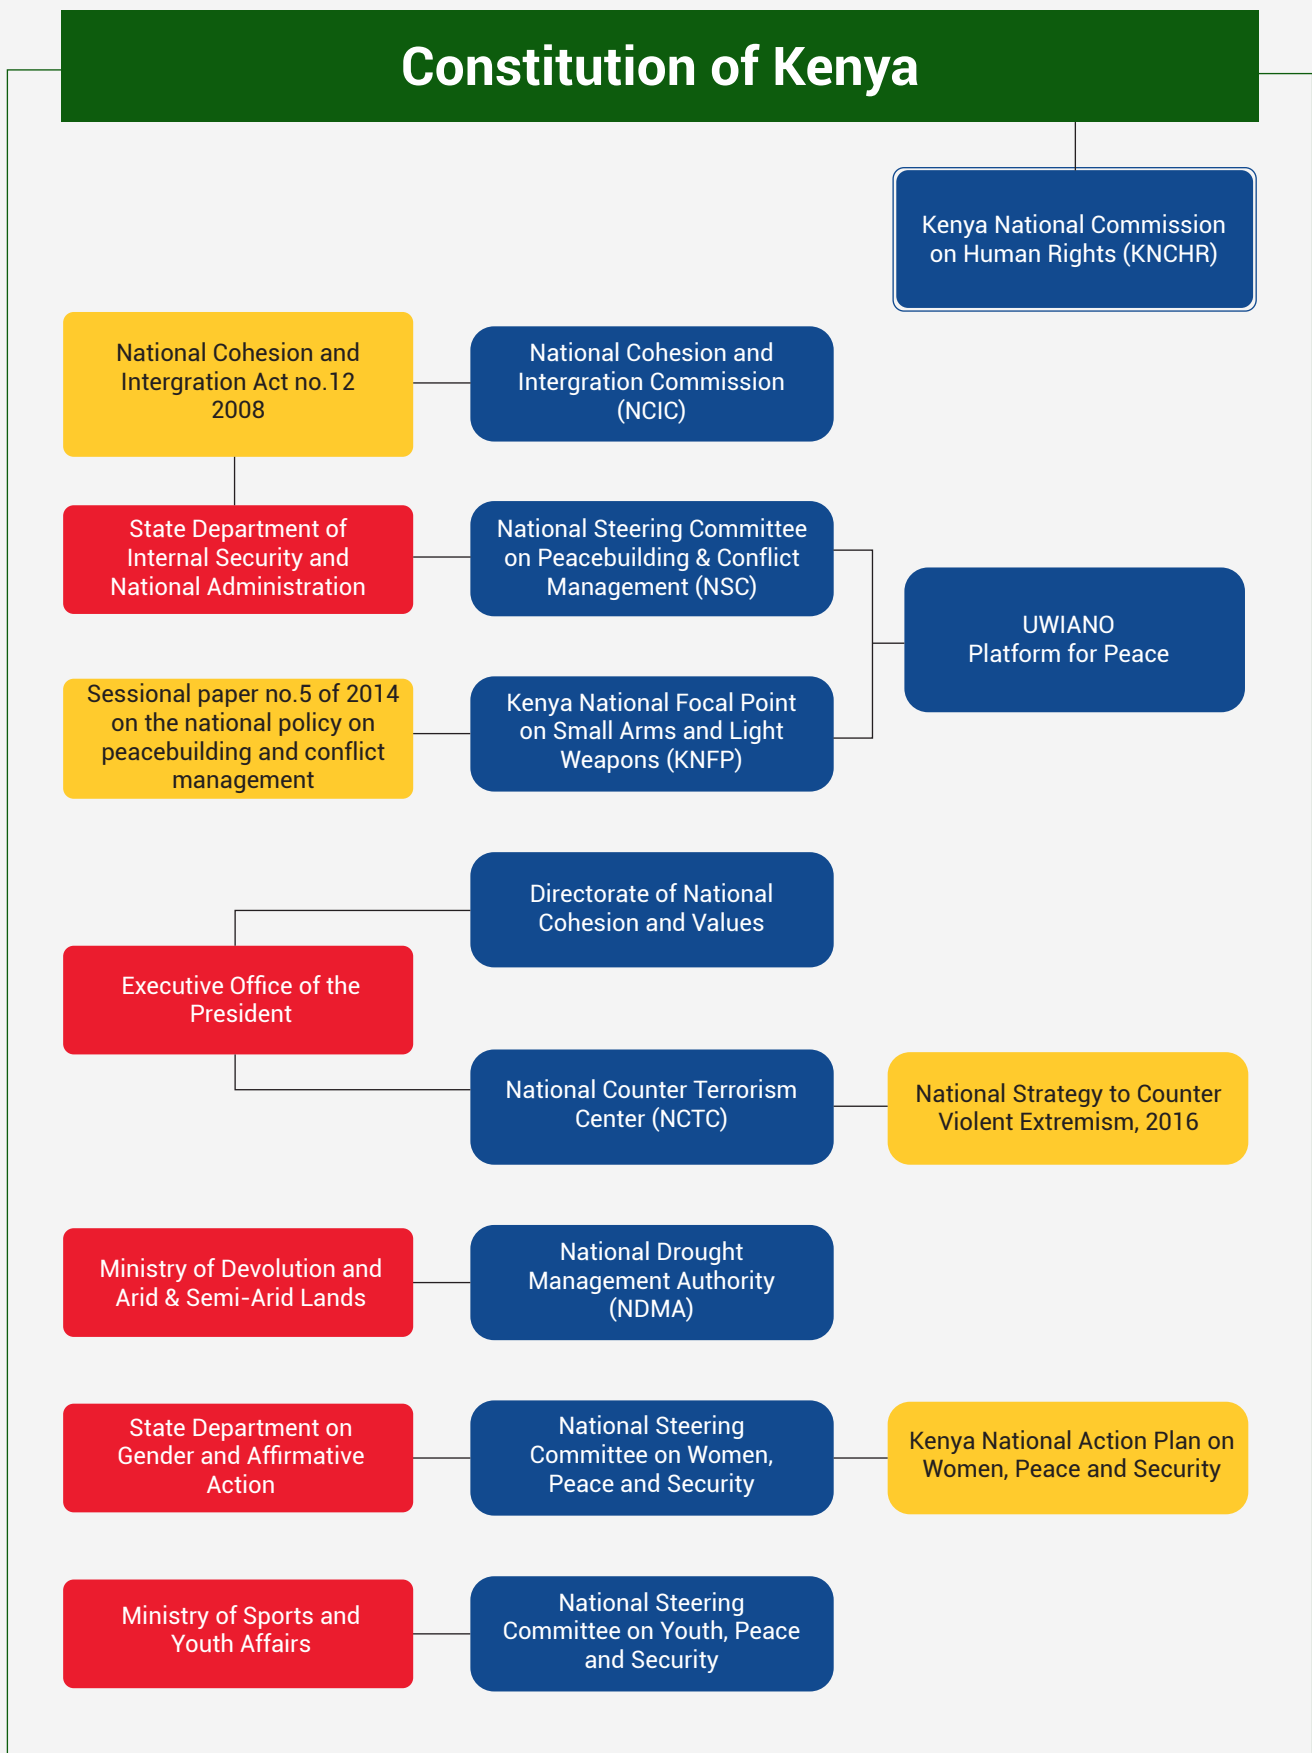 Constitution of Kenya
Kenya National Commission
on Human Rights (KNCHR)
National Cohesion and
Intergration Act no.12
2008
National Cohesion and
Intergration Commission
(NCIC)
State Department of
Internal Security and
National Administration
National Steering Committee
on Peacebuilding & Conflict
Management (NSC)
UWIANO
Platform for Peace
Sessional paper no.5 of 2014
on the national policy on
peacebuilding and conflict
management
Kenya National Focal Point
on Small Arms and Light
Weapons (KNFP)
Directorate of National
Cohesion and Values
Executive Office of the
President
National Counter Terrorism
Center (NCTC)
National Strategy to Counter
Violent Extremism, 2016
Ministry of Devolution and
Arid & Semi-Arid Lands
National Drought
Management Authority
(NDMA)
State Department on
Gender and Affirmative
Action
National Steering
Committee on Women,
Peace and Security
Kenya National Action Plan on
Women, Peace and Security
Ministry of Sports and
Youth Affairs
National Steering
Committee on Youth, Peace
and Security